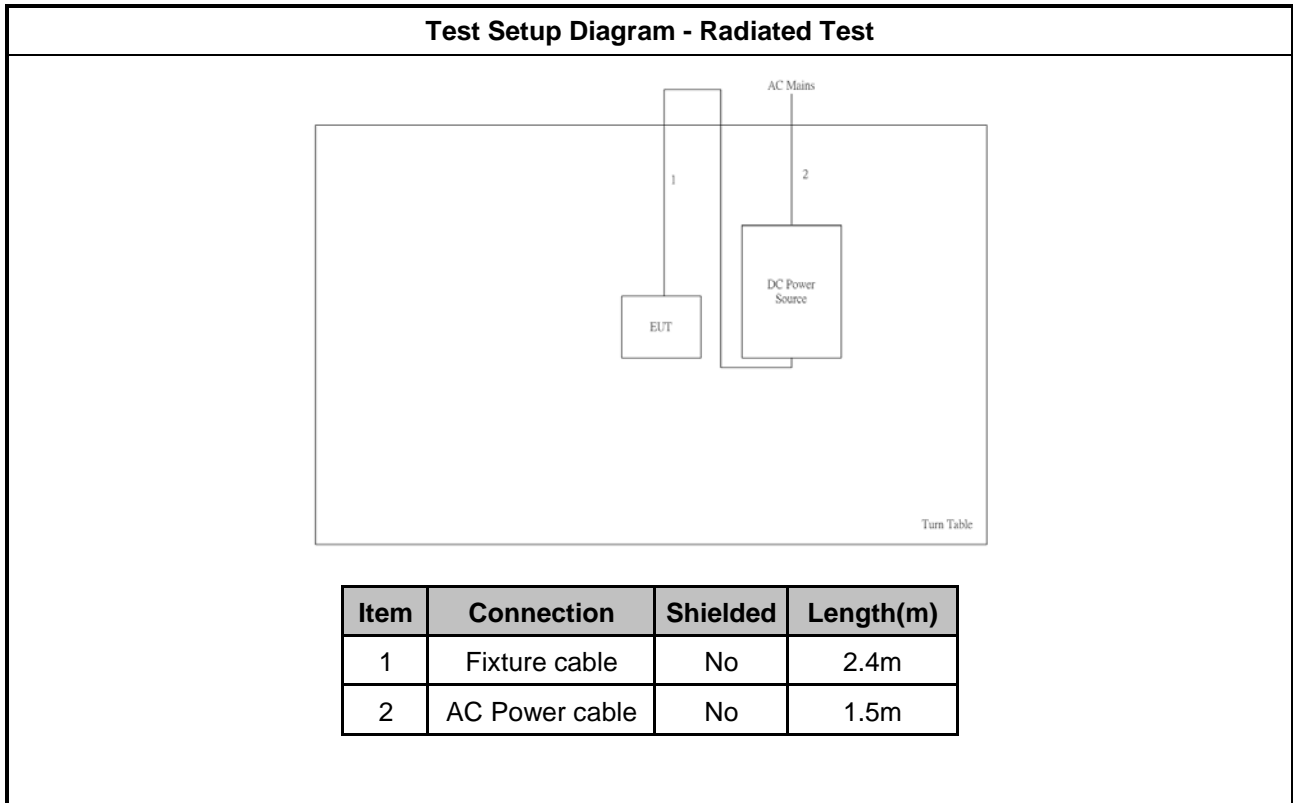 Test Setup Diagram - Radiated Test
AC Mains
1
2
DC Power
Source
EUT
Turn Table
Item Connection Shielded Length(m)
1 Fixture cable No 2.4m
2 AC Power cable No 1.5m